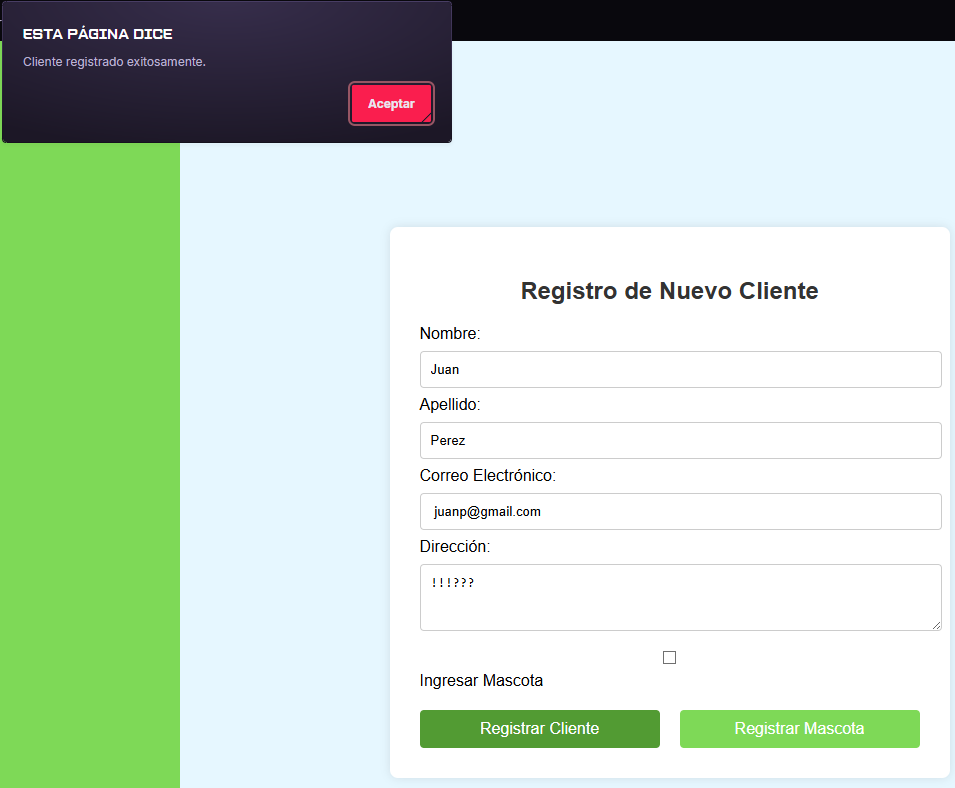 ESTA PÁGINA DICE
Cliente registrado exitosamente.
Aceptar
Registro de Nuevo Cliente
Nombre:
Juan
Apellido:
Perez
Correo Electrónico:
juanp@gmail.com
Dirección:
!!!???
Ingresar Mascota
Registrar Cliente
Registrar Mascota